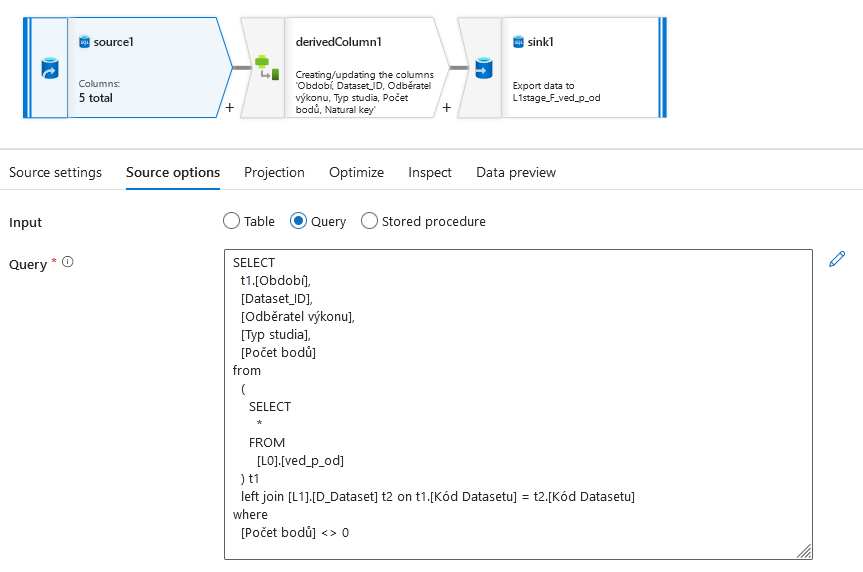 source1
Columns:
5 total
+
derivedColumn1
Creating/updating the columns
'Období, Dataset_ID, Odběratel
výkonu, Typ studia, Počet
bodů, Natural key'
+
sink1
Export data to
L1stage_F_ved_p_od
Source settings
Source options
Projection
Optimize
Inspect
Data preview
Input
Table
Query
Stored procedure
Query *
SELECT
t1.[Období],
[Dataset_ID],
[Odběratel výkonu],
[Typ studia],
[Počet bodů]
from
(
SELECT
*
FROM
[L0].[ved_p_od]
) t1
left join [L1].[D_Dataset] t2 on t1.[Kód Datasetu] = t2.[Kód Datasetu]
where
[Počet bodů] <> 0